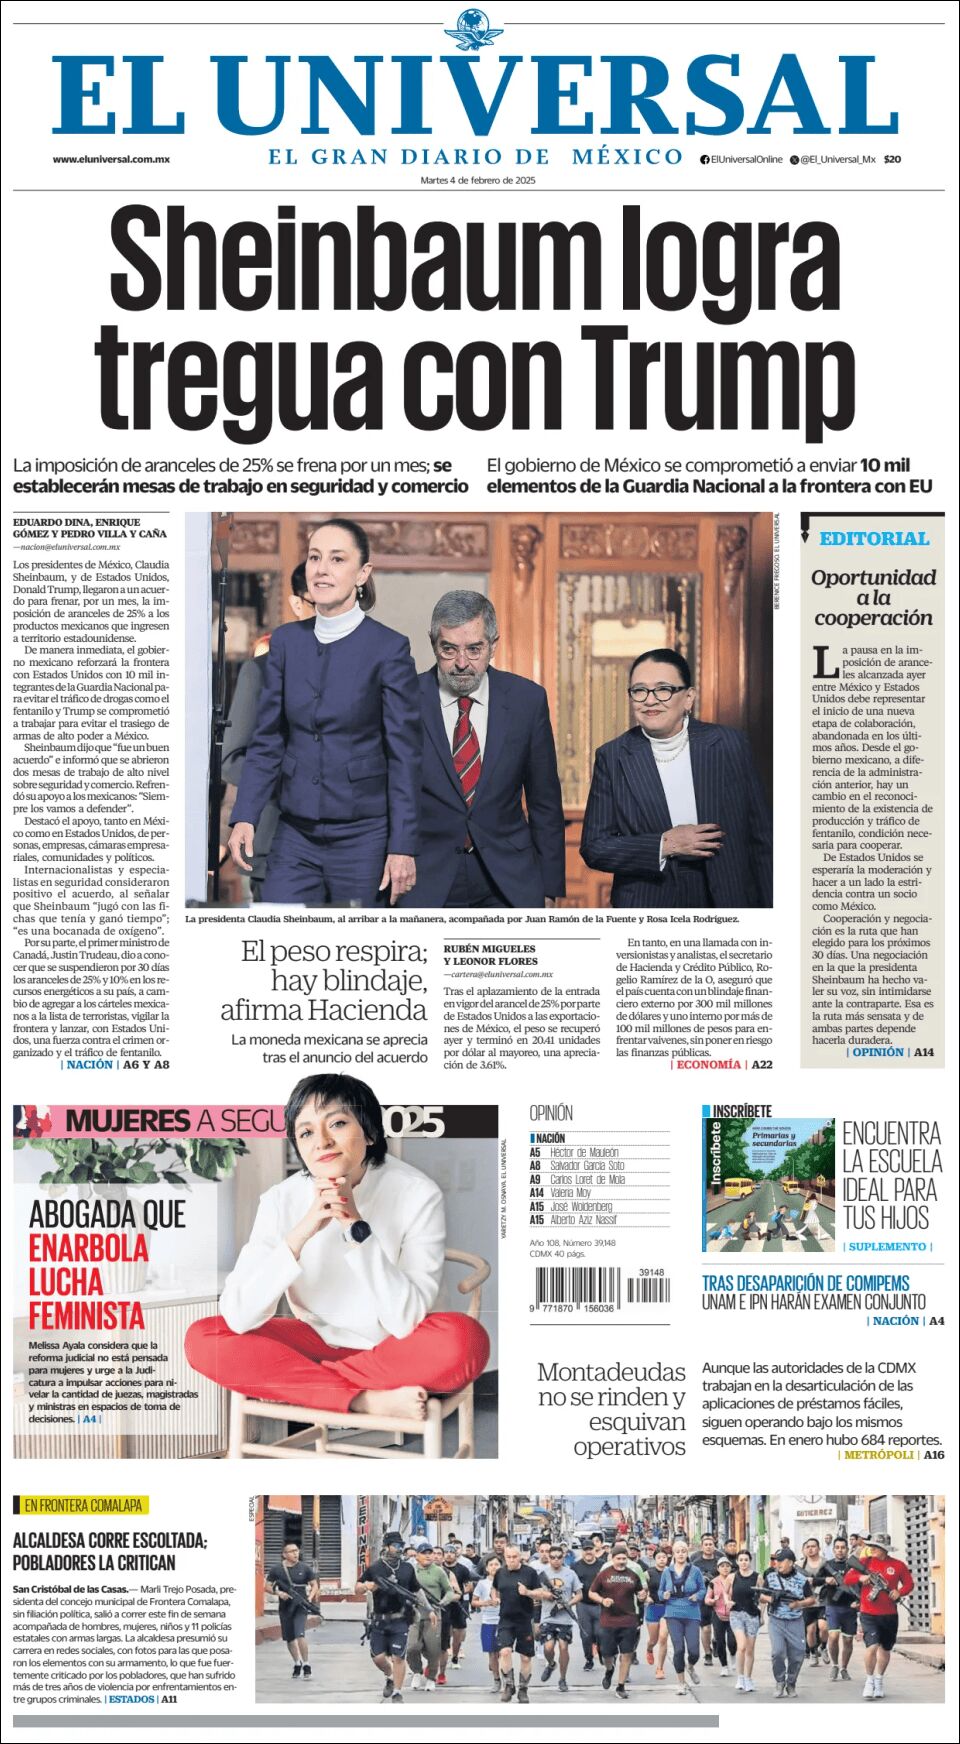 EL UNIVERSAL
EL GRAN DIARIO DE MÉXICO
www.eluniversal.com.mx
ElUniversalOnline @El_Universal_Mx $20
Martes 4 de febrero de 2025
Sheinbaum logra
tregua con Trump
La imposición de aranceles de 25% se frena por un mes; se
establecerán mesas de trabajo en seguridad y comercio
El gobierno de México se comprometió a enviar 10 mil
elementos de la Guardia Nacional a la frontera con EU
EDUARDO DINA, ENRIQUE
GÓMEZ Y PEDRO VILLA Y CAÑA
—nacion@eluniversal.com.mx
Los presidentes de México, Claudia
Sheinbaum, y de Estados Unidos,
Donald Trump, llegaron a un acuer-
do para frenar, por un mes, la im-
posición de aranceles de 25% a los
productos mexicanos que ingresen
a territorio estadounidense.
De manera inmediata, el gobier-
no mexicano reforzará la frontera
con Estados Unidos con 10 mil in-
tegrantes de la Guardia Nacional pa-
ra evitar el tráfico de drogas como el
fentanilo y Trump se comprometió
a trabajar para evitar el trasiego de
armas de alto poder a México.
Sheinbaum dijo que “fue un buen
acuerdo” e informó que se abrieron
dos mesas de trabajo de alto nivel
sobre seguridad y comercio. Refren-
dó su apoyo a los mexicanos: “Siem-
pre los vamos a defender”.
Destacó el apoyo, tanto en Méxi-
co como en Estados Unidos, de per-
sonas, empresas, cámaras empresa-
riales, comunidades y políticos.
Internacionalistas y especia-
listas en seguridad consideraron
positivo el acuerdo, al señalar
que Sheinbaum “jugó con las fi-
chas que tenía y ganó tiempo”;
“es una bocanada de oxígeno”.
Por su parte, el primer ministro de
Canadá, Justin Trudeau, dio a cono-
cer que se suspendieron por 30 días
los aranceles de 25% y 10% en los re-
cursos energéticos a su país, a cam-
bio de agregar a los cárteles mexica-
nos a la lista de terroristas, vigilar la
frontera y lanzar, con Estados Uni-
dos, una fuerza contra el crimen or-
ganizado y el tráfico de fentanilo.
| NACIÓN | A6 Y A8
BERENICE FREGOSO. EL UNIVERSAL
La presidenta Claudia Sheinbaum, al arribar a la mañanera, acompañada por Juan Ramón de la Fuente y Rosa Icela Rodríguez.
El peso respira;
hay blindaje,
afirma Hacienda
La moneda mexicana se aprecia
tras el anuncio del acuerdo
RUBÉN MIGUELES
Y LEONOR FLORES
—cartera@eluniversal.com.mx
Tras el aplazamiento de la entrada
en vigor del arancel de 25% por parte
de Estados Unidos a las exportacio-
nes de México, el peso se recuperó
ayer y terminó en 20.41 unidades
por dólar al mayoreo, una aprecia-
ción de 3.61%.
En tanto, en una llamada con in-
versionistas y analistas, el secretario
de Hacienda y Crédito Público, Ro-
gelio Ramírez de la O, aseguró que
el país cuenta con un blindaje finan-
ciero externo por 300 mil millones
de dólares y uno interno por más de
100 mil millones de pesos para en-
frentar vaivenes, sin poner en riesgo
las finanzas públicas.
| ECONOMÍA | A22
EDITORIAL
Oportunidad
a la
cooperación
La pausa en la im-
posición de arance-
les alcanzada ayer
entre México y Estados
Unidos debe representar
el inicio de una nueva
etapa de colaboración,
abandonada en los últi-
mos años. Desde el go-
bierno mexicano, a dife-
rencia de la administra-
ción anterior, hay un
cambio en el reconoci-
miento de la existencia de
producción y tráfico de
fentanilo, condición nece-
saria para cooperar.
De Estados Unidos se
esperaría la moderación y
hacer a un lado la estri-
dencia contra un socio
como México.
Cooperación y negocia-
ción es la ruta que han
elegido para los próximos
30 días. Una negociación
en la que la presidenta
Sheinbaum ha hecho va-
ler su voz, sin intimidarse
ante la contraparte. Esa es
la ruta más sensata y de
ambas partes depende
hacerla duradera.
| OPINIÓN | A14
MUJERES A SEGU 2025
YARETZY M. OSNAYA. EL UNIVERSAL
ABOGADA QUE
ENARBOLA
LUCHA
FEMINISTA
Melissa Ayala considera que la
reforma judicial no está pensada
para mujeres y urge a la Judi-
catura a impulsar acciones para ni-
velar la cantidad de juezas, magistradas
y ministras en espacios de toma de
decisiones. | A4 |
OPINIÓN
NACIÓN
A5 Héctor de Mauleón
A8 Salvador García Soto
A9 Carlos Loret de Mola
A14 Valeria Moy
A15 José Woldenberg
A15 Alberto Aziz Nassif
Año 108, Número 39,148
CDMX 40 págs.
39148
9 771870 156036
INSCRÍBETE
Inscríbete
Primarias y
secundarias
ENCUENTRA
LA ESCUELA
IDEAL PARA
TUS HIJOS
| SUPLEMENTO |
TRAS DESAPARICIÓN DE COMIPEMS
UNAM E IPN HARÁN EXAMEN CONJUNTO
| NACIÓN | A4
Montadeudas
no se rinden y
esquivan
operativos
Aunque las autoridades de la CDMX
trabajan en la desarticulación de las
aplicaciones de préstamos fáciles,
siguen operando bajo los mismos
esquemas. En enero hubo 684 reportes.
| METRÓPOLI | A16
EN FRONTERA COMALAPA
ALCALDESA CORRE ESCOLTADA;
POBLADORES LA CRITICAN
San Cristóbal de las Casas.— Marli Trejo Posada, pre-
sidenta del concejo municipal de Frontera Comalapa,
sin filiación política, salió a correr este fin de semana
acompañada de hombres, mujeres, niños y 11 policías
estatales con armas largas. La alcaldesa presumió su
carrera en redes sociales, con fotos para las que posa-
ron los elementos con su armamento, lo que fue fuer-
temente criticado por los pobladores, que han sufrido
más de tres años de violencia por enfrentamientos en-
tre grupos criminales. | ESTADOS | A11
ESPECIAL
GUTIERREZ